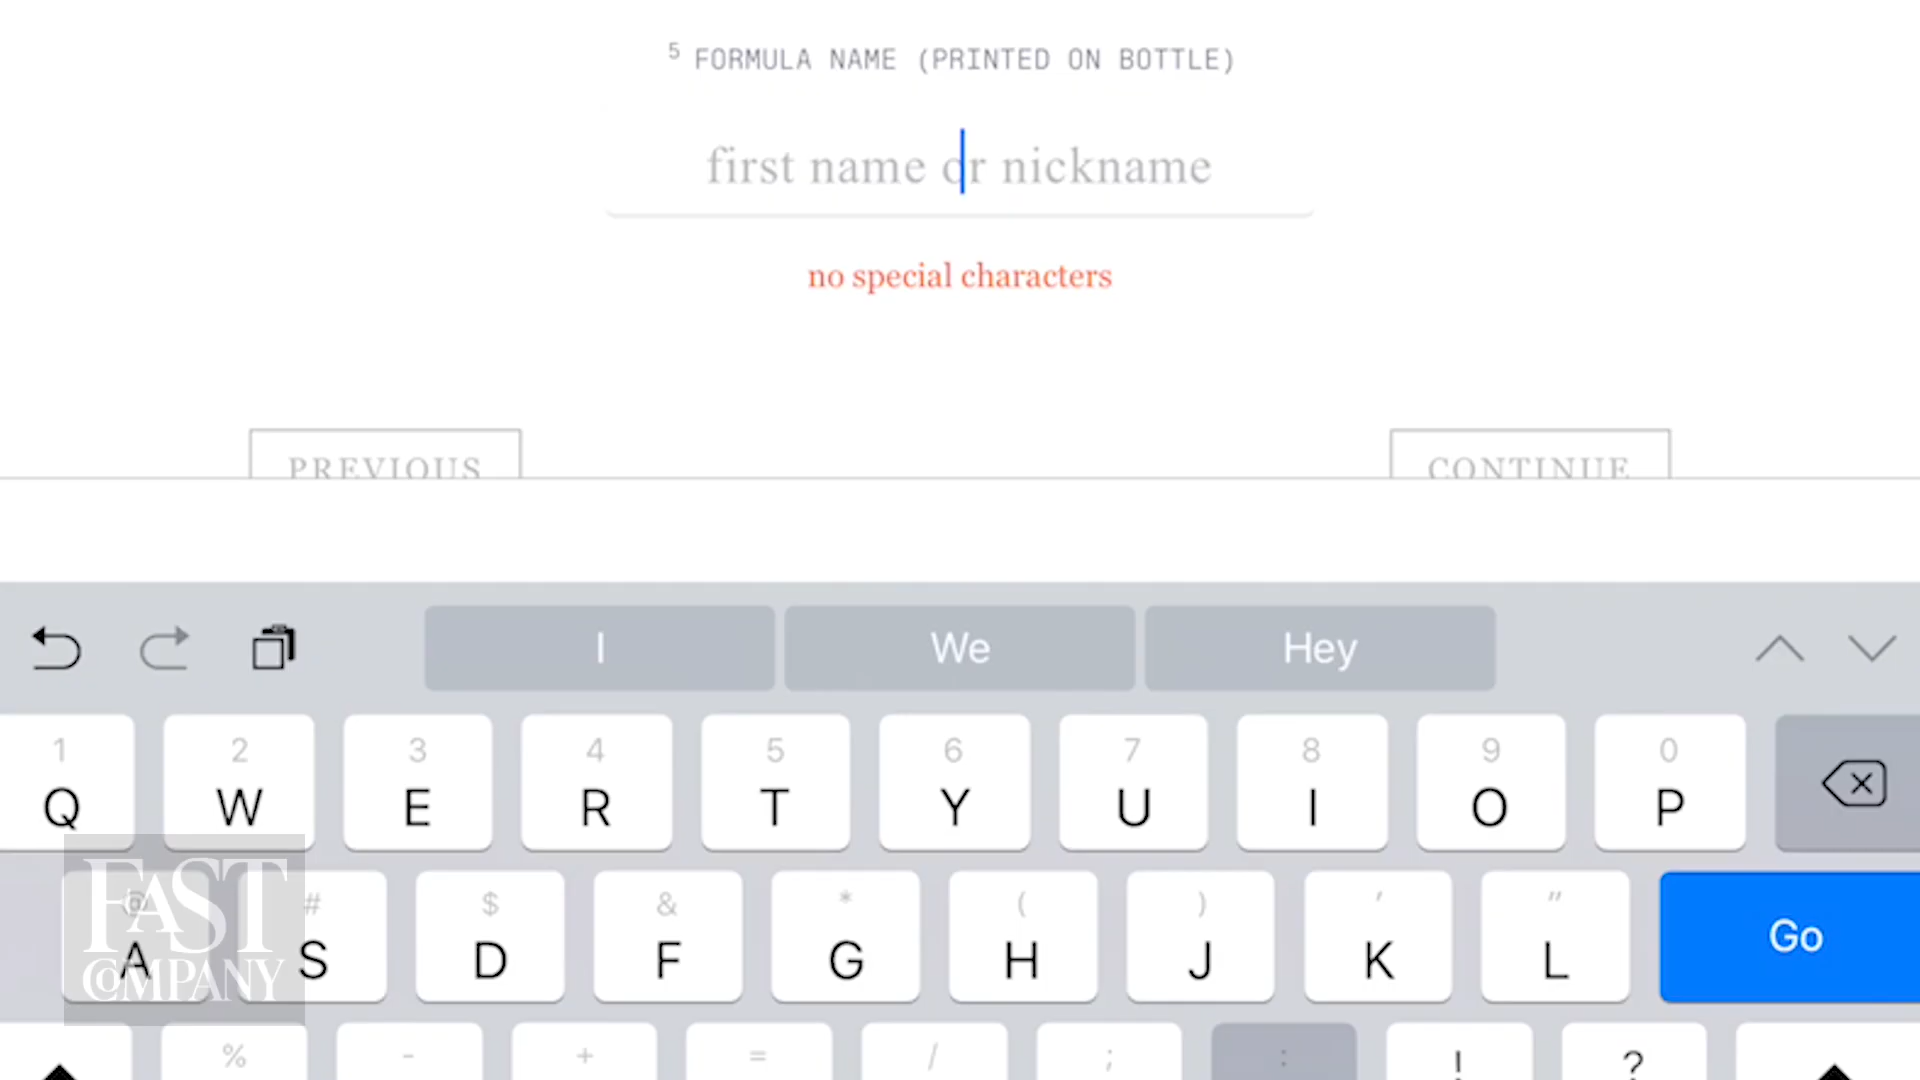 5 FORMULA NAME (PRINTED ON BOTTLE)
first name or nickname
no special characters
PREVIOUS
CONTINUE
I
We
Hey
1 2 3 4 5 6 7 8 9 0
Q W E R T Y U I O P
@ # $ & * ( ) ' "
A S D F G H J K L
Go
FAST
COMPANY
% - + = / ; : ! ?